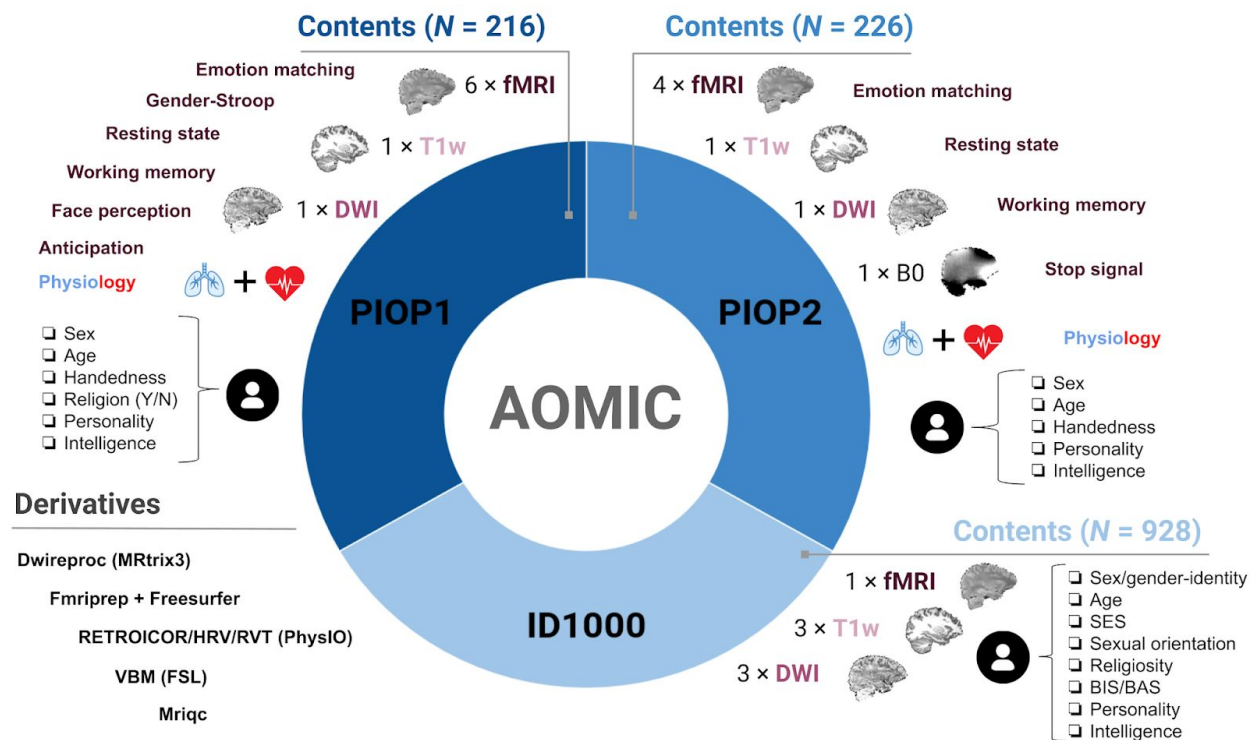 Contents (N = 216)
Emotion matching
Gender-Stroop
Resting state
Working memory
Face perception
Anticipation
Physiology
6 × fMRI
1 × T1w
1 × DWI
+
❏ Sex
❏ Age
❏ Handedness
❏ Religion (Y/N)
❏ Personality
❏ Intelligence
PIOP1
Contents (N = 226)
4 × fMRI
1 × T1w
1 × DWI
1 × B0
+
Emotion matching
Resting state
Working memory
Stop signal
Physiology
❏ Sex
❏ Age
❏ Handedness
❏ Personality
❏ Intelligence
PIOP2
AOMIC
ID1000
Contents (N = 928)
1 × fMRI
3 × T1w
3 × DWI
❏ Sex/gender-identity
❏ Age
❏ SES
❏ Sexual orientation
❏ Religiosity
❏ BIS/BAS
❏ Personality
❏ Intelligence
Derivatives
Dwireproc (MRtrix3)
Fmriprep + Freesurfer
RETROICOR/HRV/RVT (PhysIO)
VBM (FSL)
Mriqc